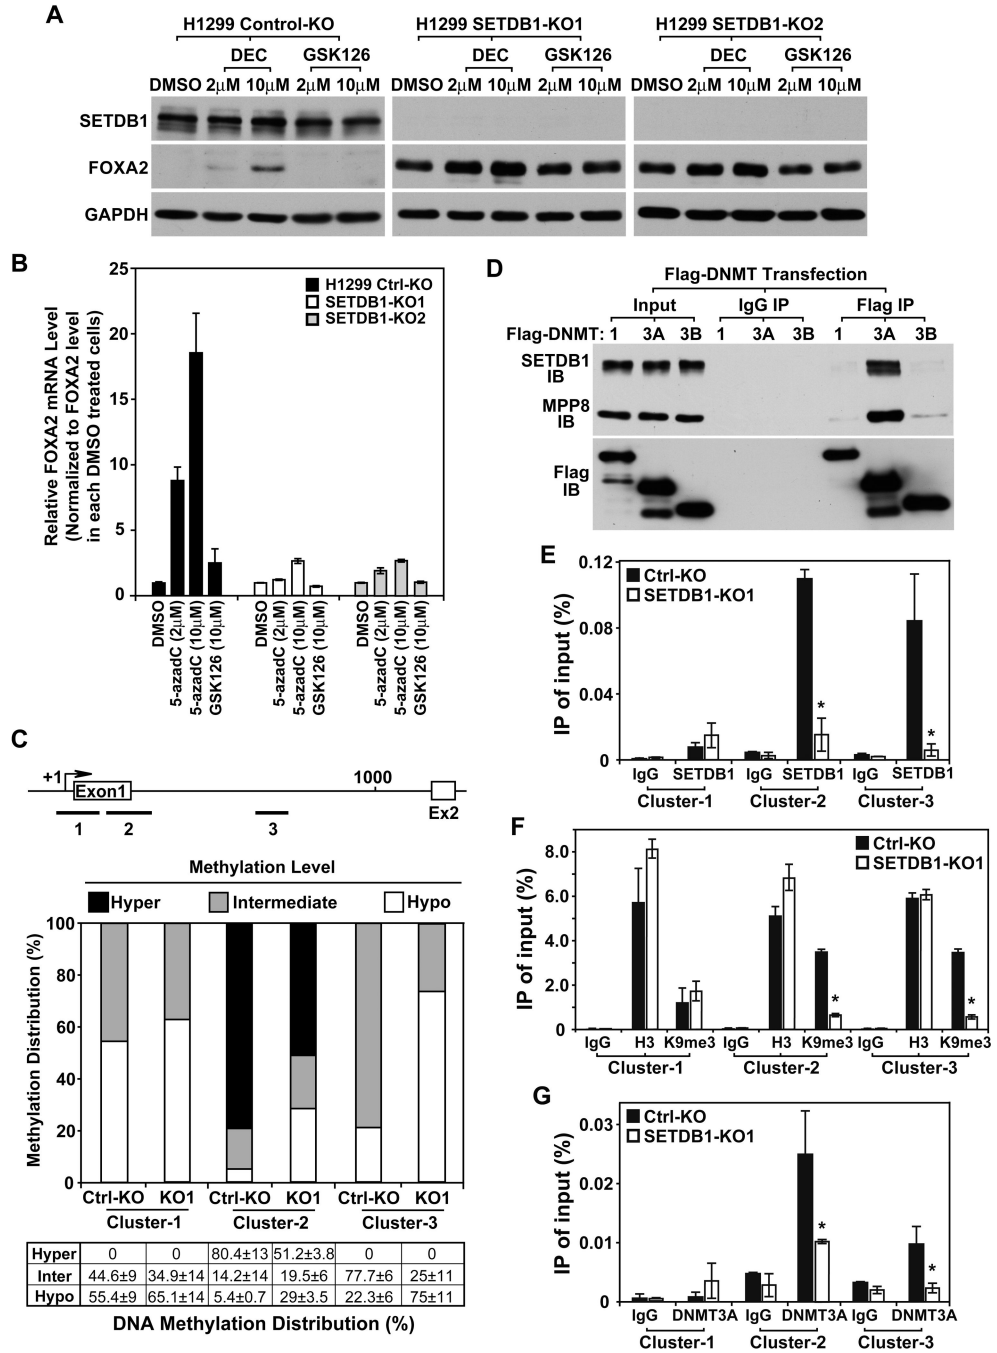 A
H1299 Control-KO H1299 SETDB1-KO1 H1299 SETDB1-KO2
DEC GSK126 DEC GSK126 DEC GSK126
DMSO 2μM 10μM 2μM 10μM DMSO 2μM 10μM 2μM 10μM DMSO 2μM 10μM 2μM 10μM
SETDB1
FOXA2
GAPDH
B
Relative FOXA2 mRNA Level
(Normalized to FOXA2 level
in each DMSO treated cells)
25
20
15
10
5
0
H1299 Ctrl-KO
SETDB1-KO1
SETDB1-KO2
DMSO
5-azadC (2μM)
5-azadC (10μM)
GSK126 (10μM)
DMSO
5-azadC (2μM)
5-azadC (10μM)
GSK126 (10μM)
DMSO
5-azadC (2μM)
5-azadC (10μM)
GSK126 (10μM)
C
+1 1000
Exon1
Ex2
1 2 3
Methylation Level
Hyper Intermediate Hypo
Methylation Distribution (%)
100
80
60
40
20
0
Ctrl-KO KO1 Ctrl-KO KO1 Ctrl-KO KO1
Cluster-1 Cluster-2 Cluster-3
Hyper 0 0 80.4±13 51.2±3.8 0 0
Inter 44.6±9 34.9±14 14.2±14 19.5±6 77.7±6 25±11
Hypo 55.4±9 65.1±14 5.4±0.7 29±3.5 22.3±6 75±11
DNA Methylation Distribution (%)
D
Flag-DNMT Transfection
Input IgG IP Flag IP
Flag-DNMT: 1 3A 3B 1 3A 3B 1 3A 3B
SETDB1
IB
MPP8
IB
Flag
IB
E
IP of input (%)
0.12
0.08
0.04
0
Ctrl-KO
SETDB1-KO1
* *
IgG SETDB1 IgG SETDB1 IgG SETDB1
Cluster-1 Cluster-2 Cluster-3
F
IP of input (%)
8.0
6.0
4.0
2.0
0
Ctrl-KO
SETDB1-KO1
* *
IgG H3 K9me3 IgG H3 K9me3 IgG H3 K9me3
Cluster-1 Cluster-2 Cluster-3
G
IP of input (%)
0.03
0.02
0.01
0
Ctrl-KO
SETDB1-KO1
* *
IgG DNMT3A IgG DNMT3A IgG DNMT3A
Cluster-1 Cluster-2 Cluster-3